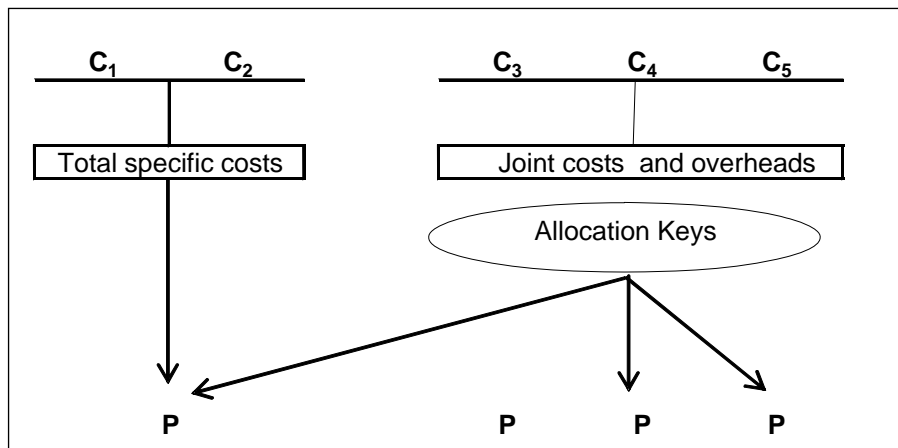 C₁ C₂ C₃ C₄ C₅
Total specific costs Joint costs and overheads
Allocation Keys
P P P P